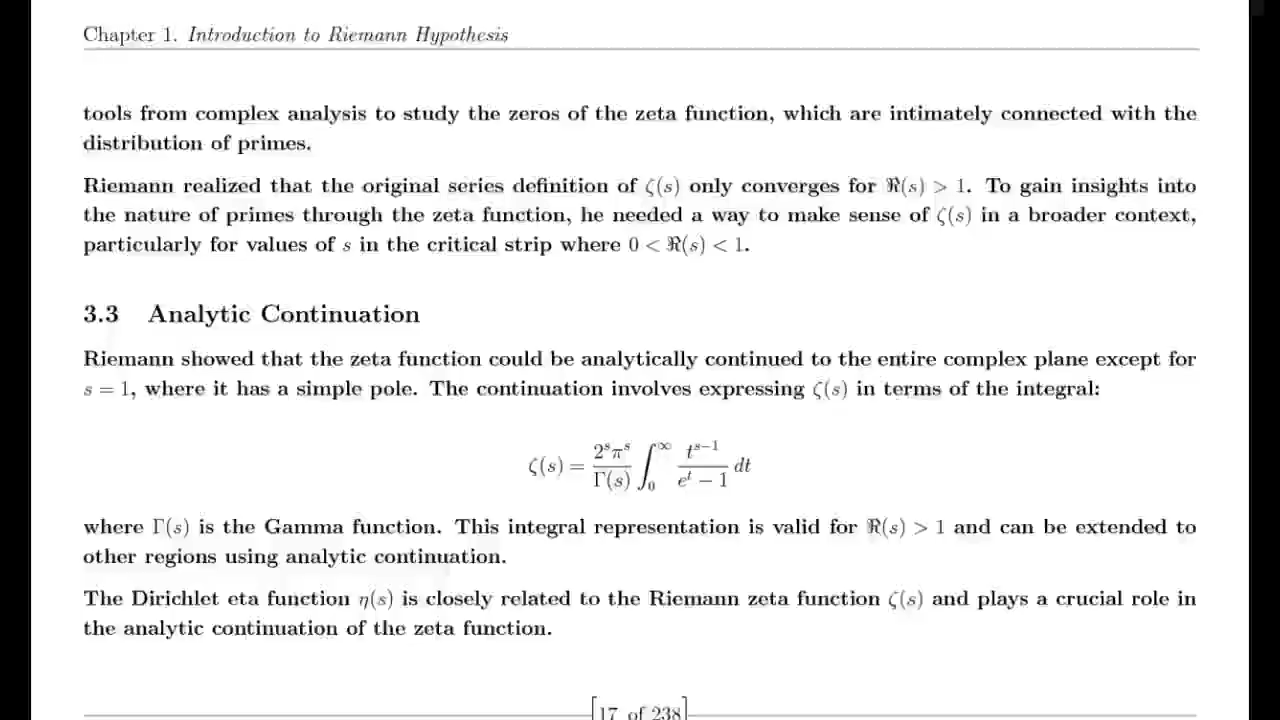 Chapter 1. Introduction to Riemann Hypothesis
tools from complex analysis to study the zeros of the zeta function, which are intimately connected with the
distribution of primes.
Riemann realized that the original series definition of ζ(s) only converges for ℜ(s) > 1. To gain insights into
the nature of primes through the zeta function, he needed a way to make sense of ζ(s) in a broader context,
particularly for values of s in the critical strip where 0 < ℜ(s) < 1.
3.3 Analytic Continuation
Riemann showed that the zeta function could be analytically continued to the entire complex plane except for
s = 1, where it has a simple pole. The continuation involves expressing ζ(s) in terms of the integral:
ζ(s) = \frac{2^s π^s}{Γ(s)} ∫_0^∞ \frac{t^{s−1}}{e^t − 1} dt
where Γ(s) is the Gamma function. This integral representation is valid for ℜ(s) > 1 and can be extended to
other regions using analytic continuation.
The Dirichlet eta function η(s) is closely related to the Riemann zeta function ζ(s) and plays a crucial role in
the analytic continuation of the zeta function.
[17 of 238]